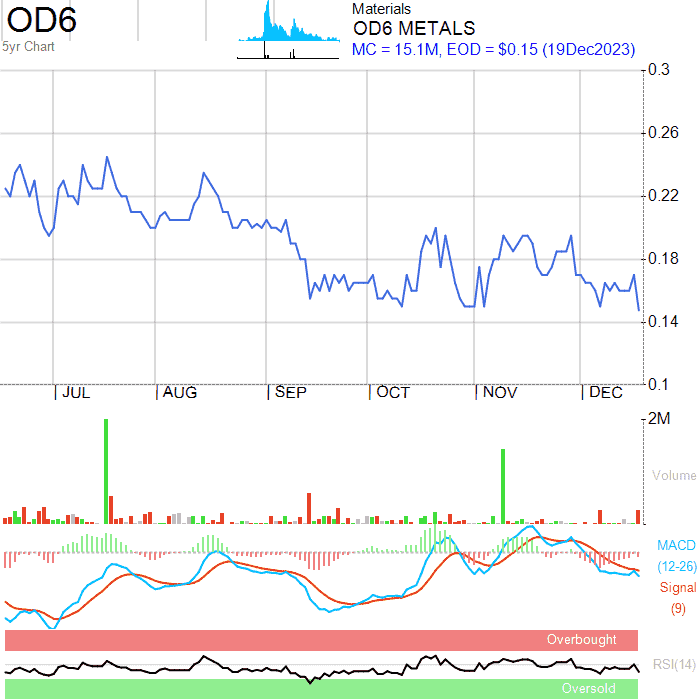 OD6
5yr Chart
Materials
OD6 METALS
MC = 15.1M, EOD = $0.15 (19Dec2023)
0.3
0.26
0.22
0.18
0.14
0.1
JUL AUG SEP OCT NOV DEC
2M
Volume
MACD
(12-26)
Signal
(9)
Overbought
RSI(14)
Oversold